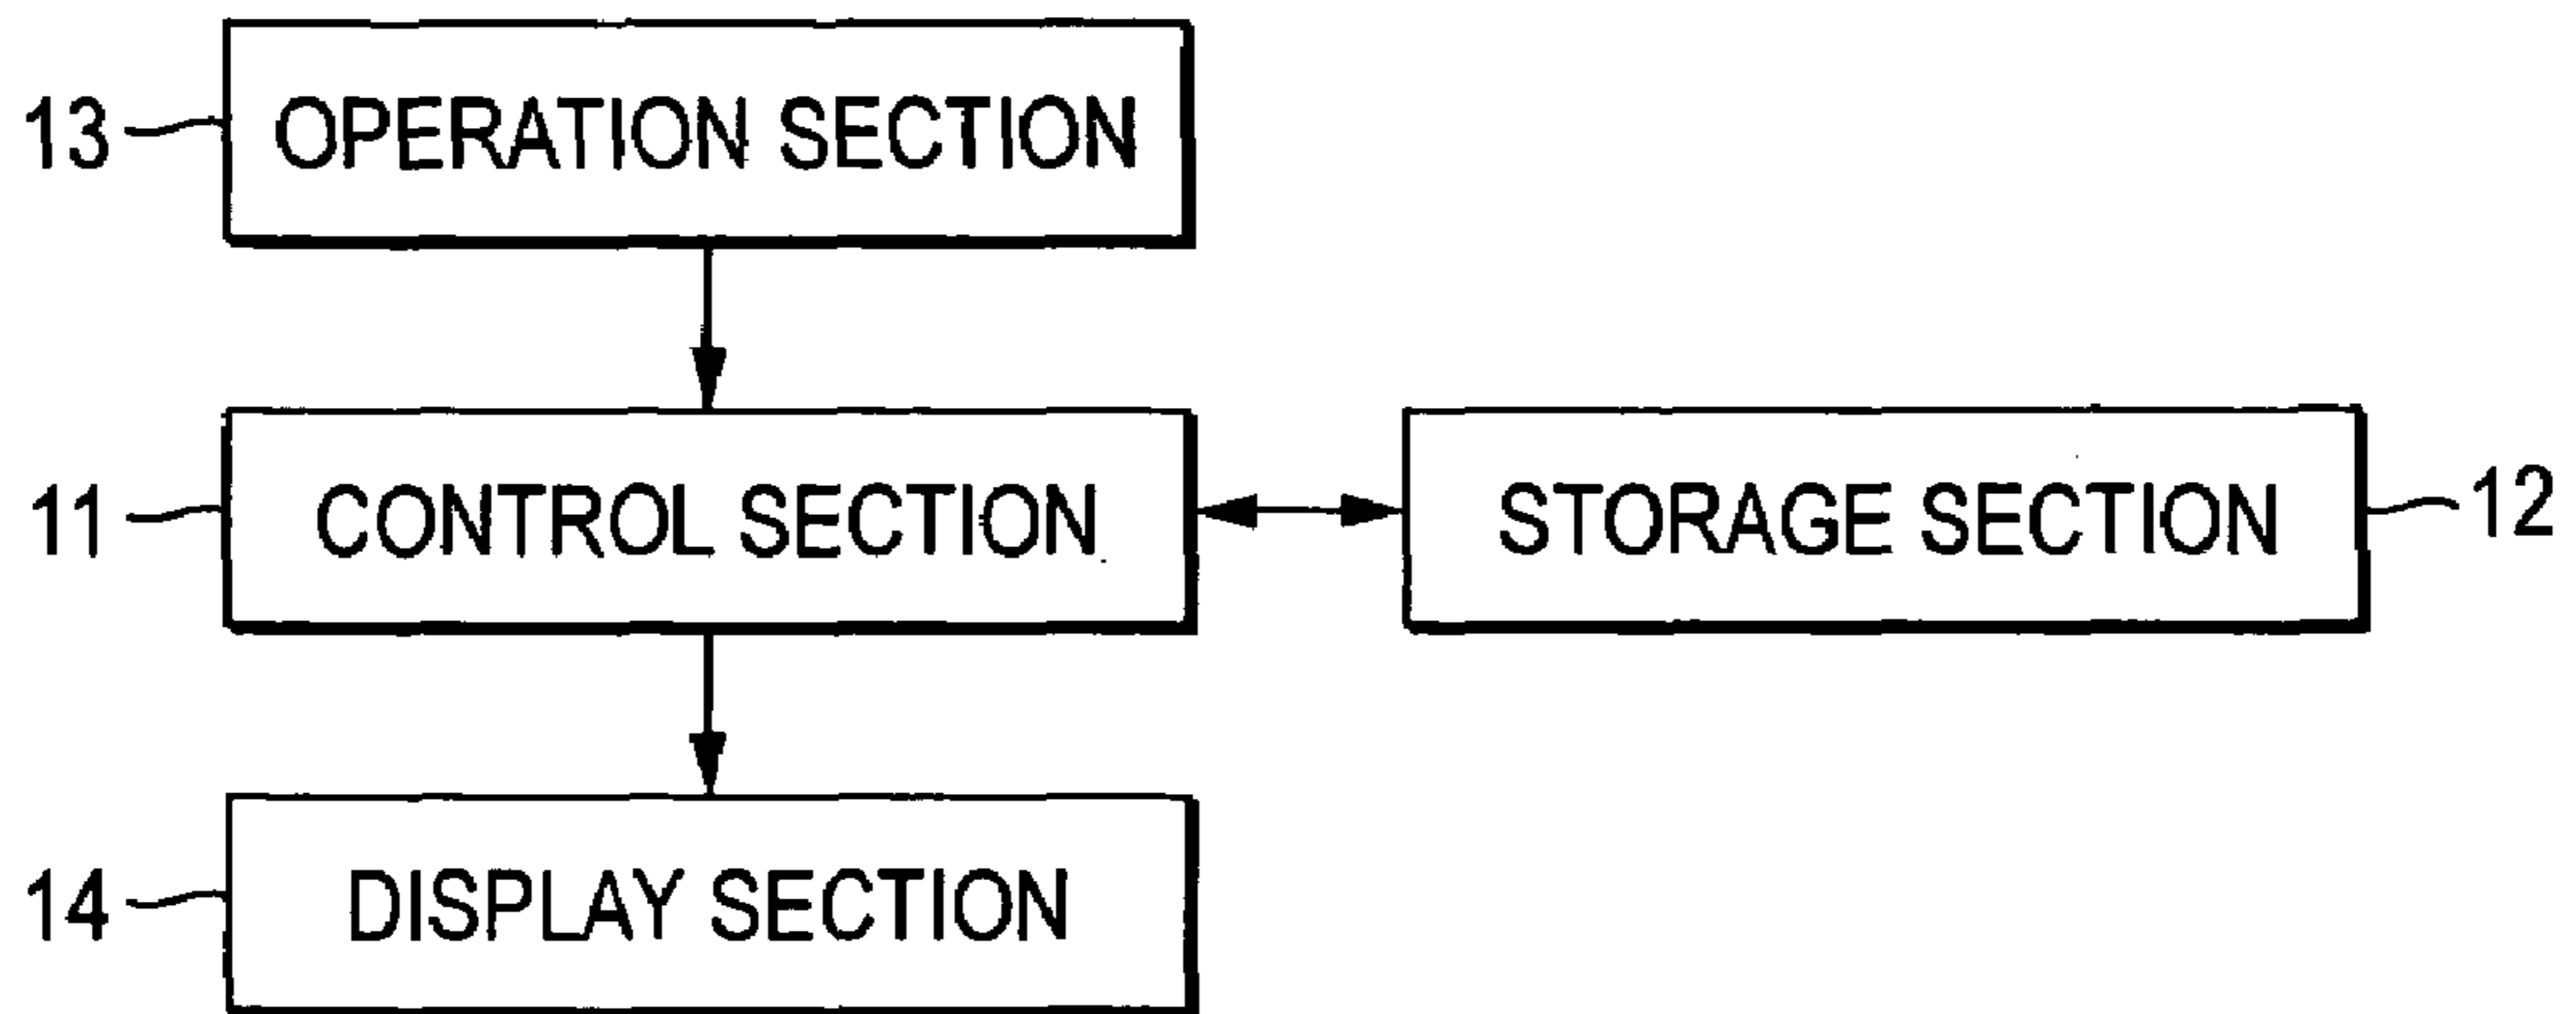 13 OPERATION SECTION
11 CONTROL SECTION STORAGE SECTION 12
14 DISPLAY SECTION